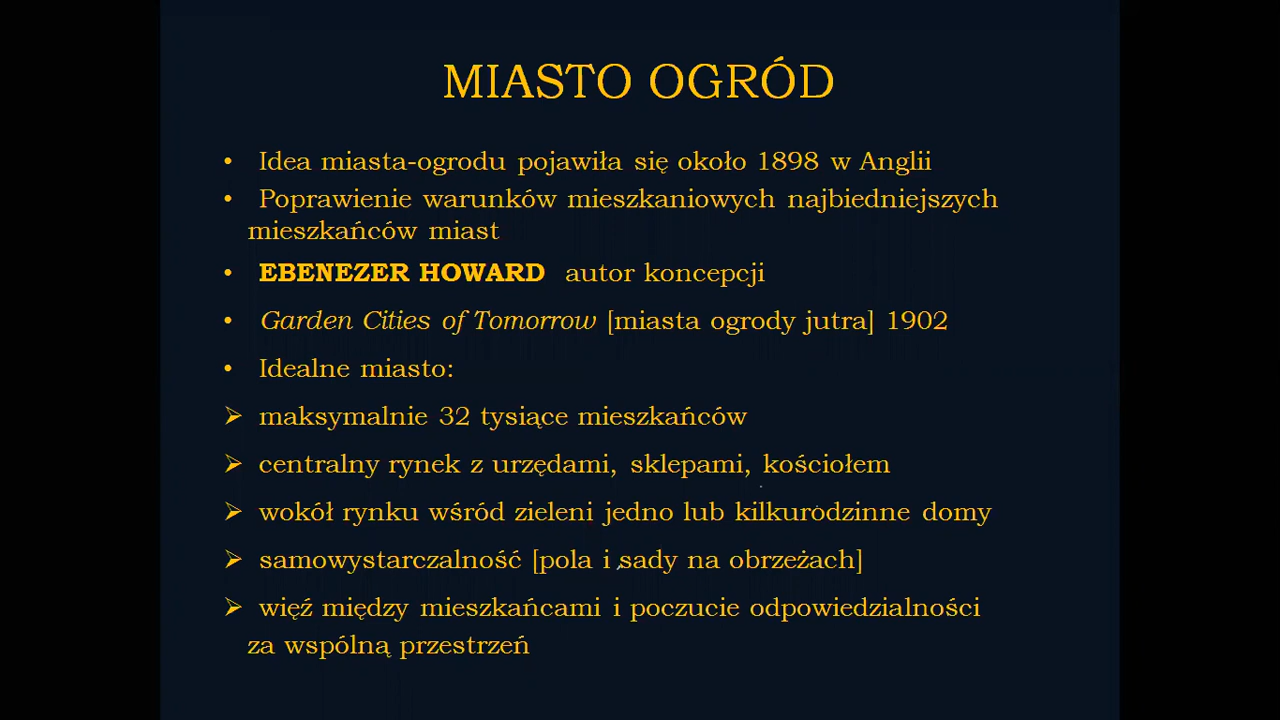 MIASTO OGRÓD
• Idea miasta-ogrodu pojawiła się około 1898 w Anglii
• Poprawienie warunków mieszkaniowych najbiedniejszych
mieszkańców miast
• EBENEZER HOWARD autor koncepcji
• Garden Cities of Tomorrow [miasta ogrody jutra] 1902
• Idealne miasto:
➢ maksymalnie 32 tysiące mieszkańców
➢ centralny rynek z urzędami, sklepami, kościołem
➢ wokół rynku wśród zieleni jedno lub kilkurodzinne domy
➢ samowystarczalność [pola i sady na obrzeżach]
➢ więź między mieszkańcami i poczucie odpowiedzialności
za wspólną przestrzeń